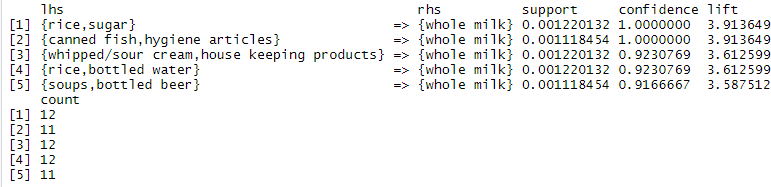 lhs                                             rhs          support     confidence lift
[1] {rice,sugar}                                 => {whole milk} 0.001220132 1.0000000  3.913649
[2] {canned fish,hygiene articles}               => {whole milk} 0.001118454 1.0000000  3.913649
[3] {whipped/sour cream,house keeping products} => {whole milk} 0.001220132 0.9230769  3.612599
[4] {rice,bottled water}                         => {whole milk} 0.001220132 0.9230769  3.612599
[5] {soups,bottled beer}                         => {whole milk} 0.001118454 0.9166667  3.587512
    count
[1] 12
[2] 11
[3] 12
[4] 12
[5] 11